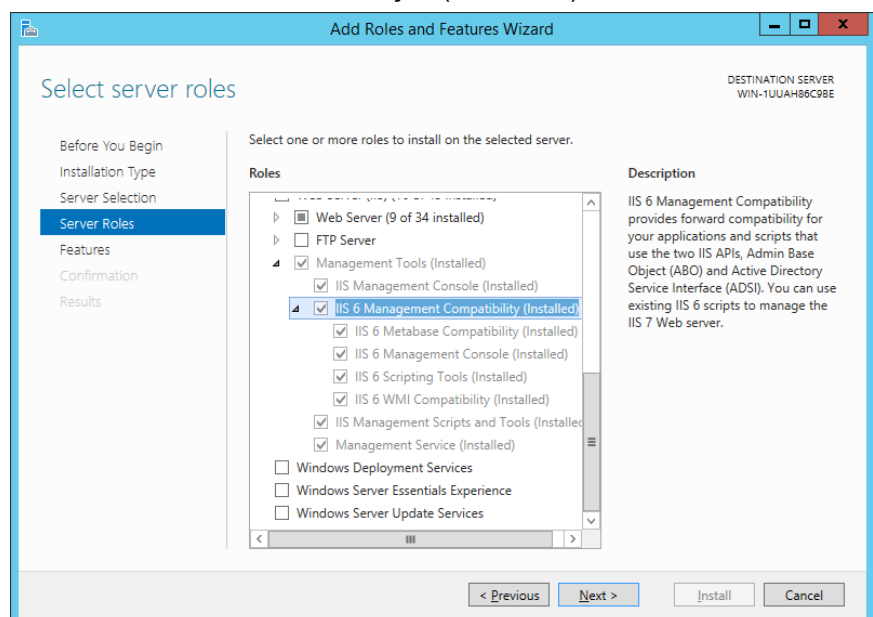 Add Roles and Features Wizard
Select server roles
DESTINATION SERVER
WIN-1UUAH86C9BE
Before You Begin
Installation Type
Server Selection
Server Roles
Features
Confirmation
Results
Select one or more roles to install on the selected server.
Roles
Web Server (9 of 34 installed)
FTP Server
Management Tools (Installed)
IIS Management Console (Installed)
IIS 6 Management Compatibility (Installed)
IIS 6 Metabase Compatibility (Installed)
IIS 6 Management Console (Installed)
IIS 6 Scripting Tools (Installed)
IIS 6 WMI Compatibility (Installed)
IIS Management Scripts and Tools (Installed
Management Service (Installed)
Windows Deployment Services
Windows Server Essentials Experience
Windows Server Update Services
Description
IIS 6 Management Compatibility
provides forward compatibility for
your applications and scripts that
use the two IIS APIs, Admin Base
Object (ABO) and Active Directory
Service Interface (ADSI). You can use
existing IIS 6 scripts to manage the
IIS 7 Web server.
< Previous
Next >
Install
Cancel